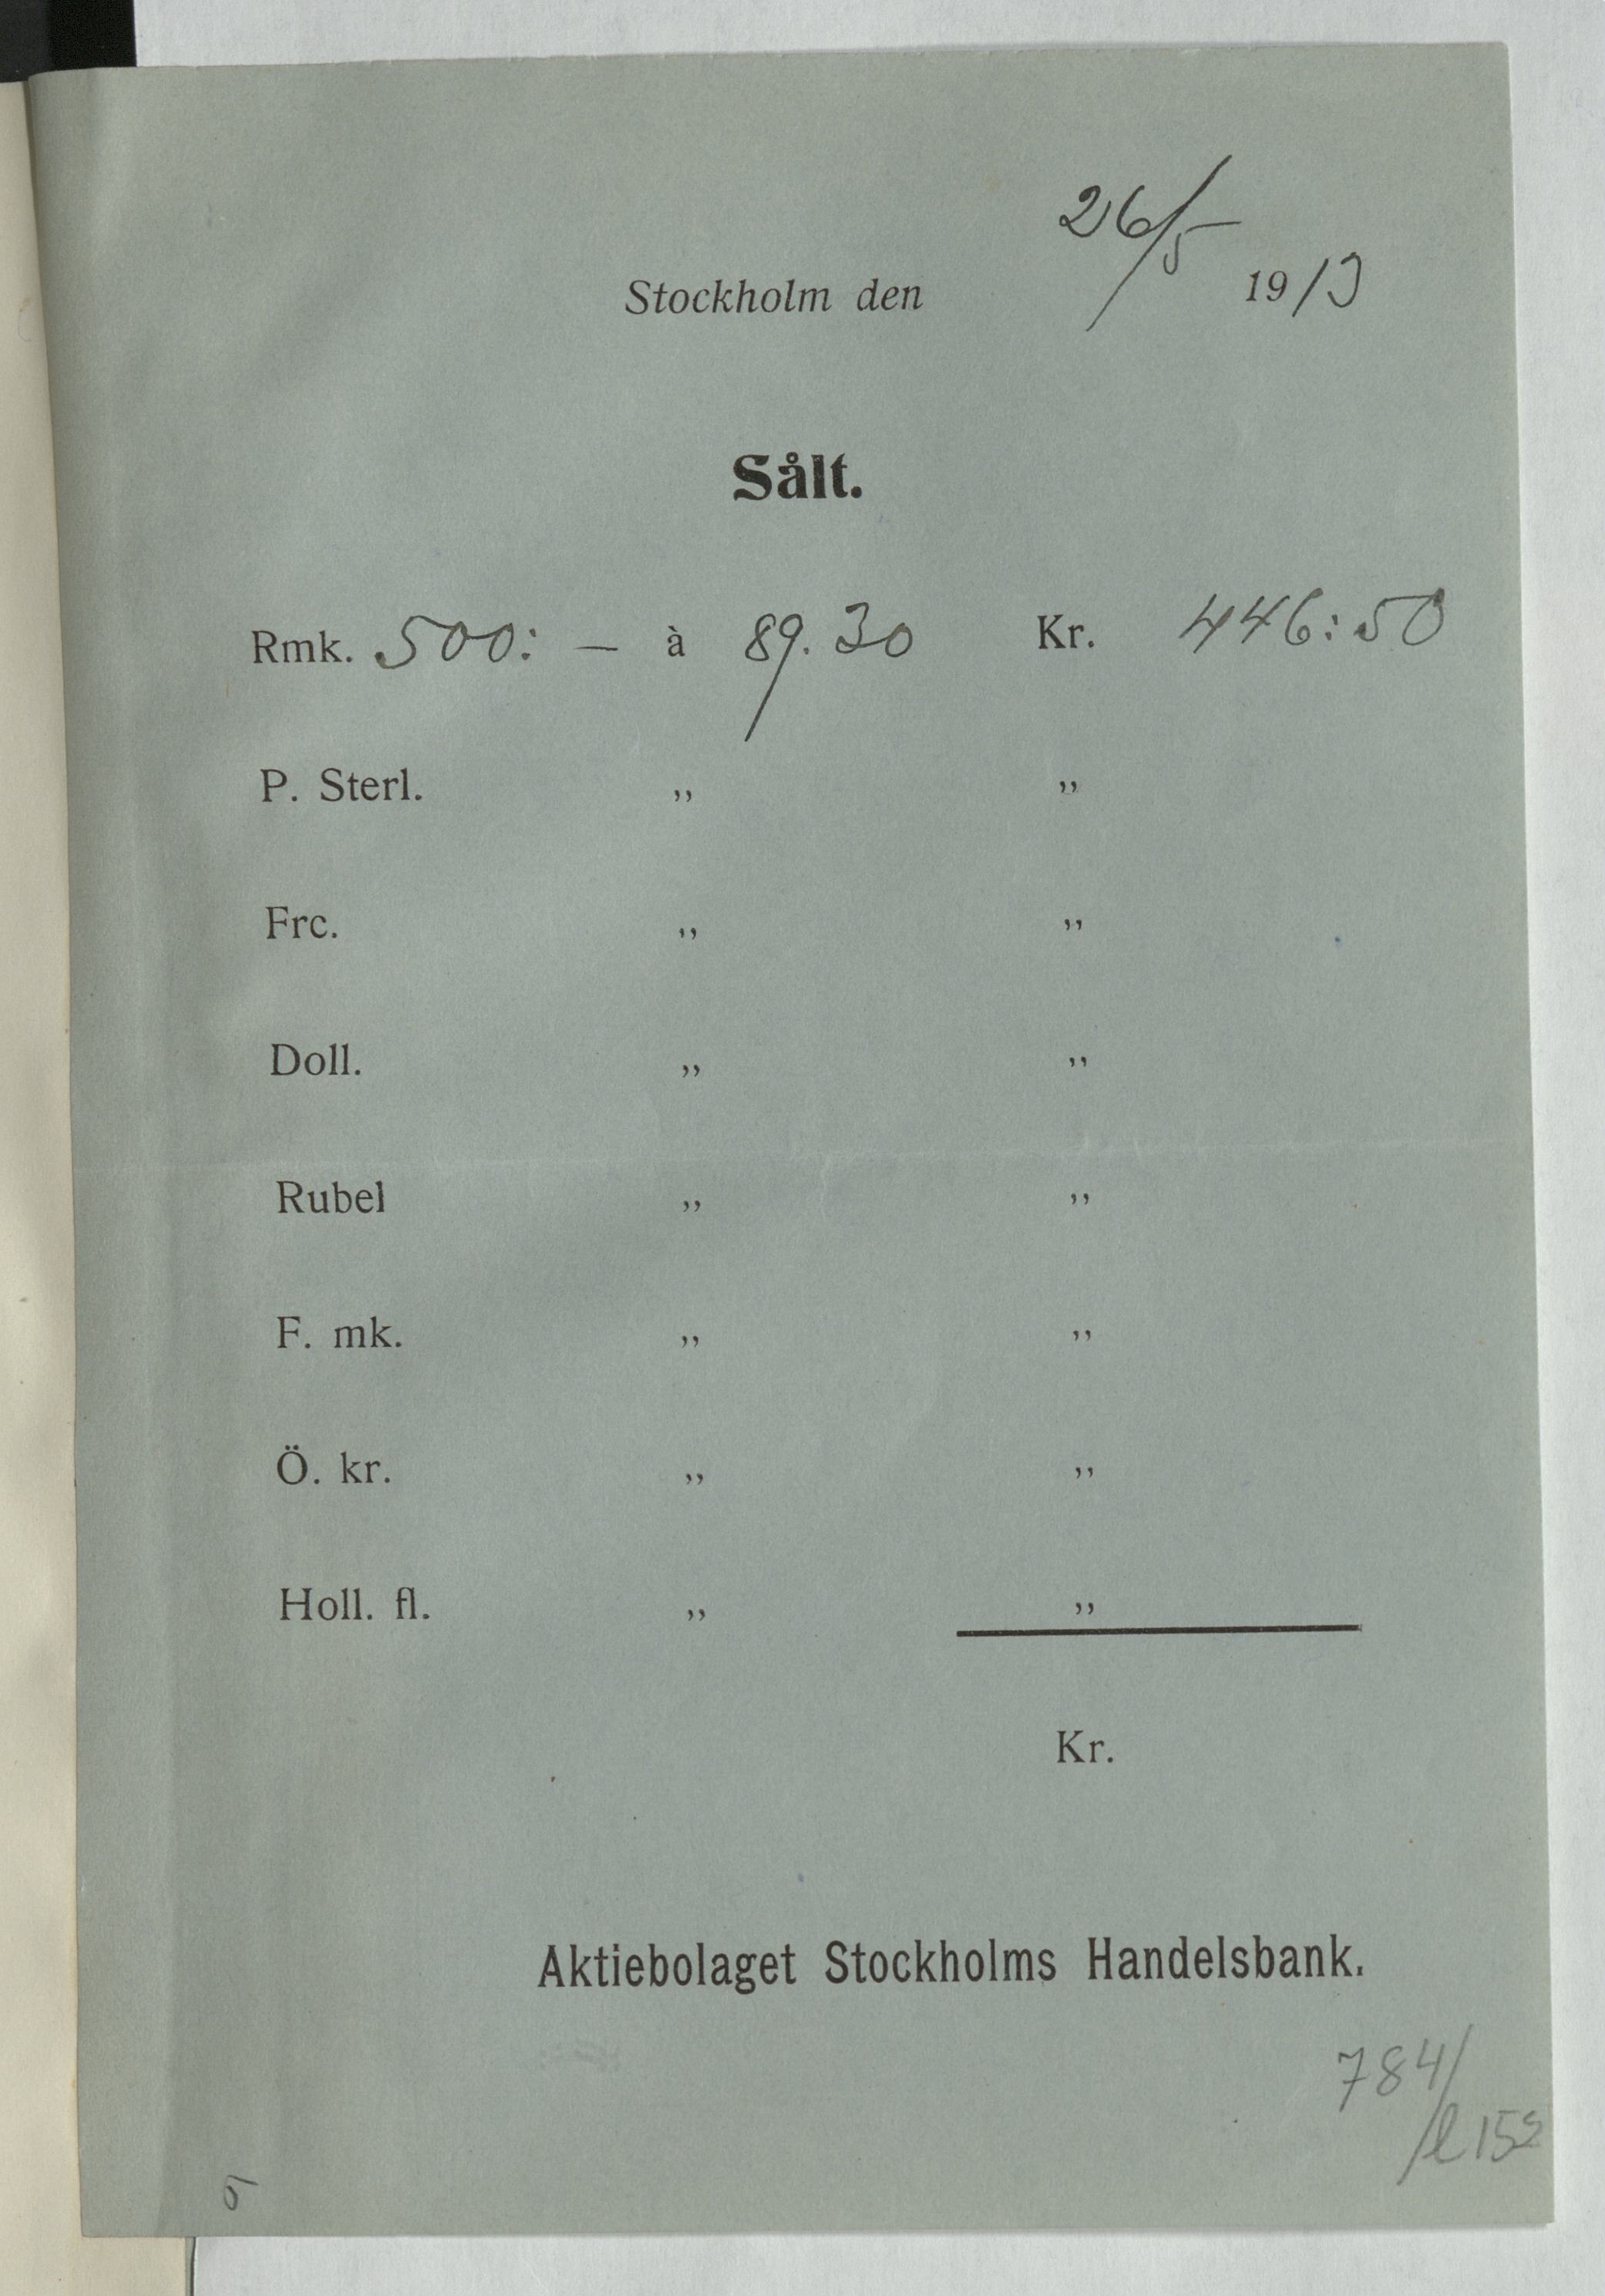 26/5
Stockholm den 1913
Sålt.
Rmk. 500: — à 89.30 Kr. 446:50
P. Sterl. „ „
Frc. „ „
Doll. „ „
Rubel „ „
F. mk. „ „
Ö. kr. „ „
Holl. fl. „ „
Kr.
Aktiebolaget Stockholms Handelsbank.
784/
5